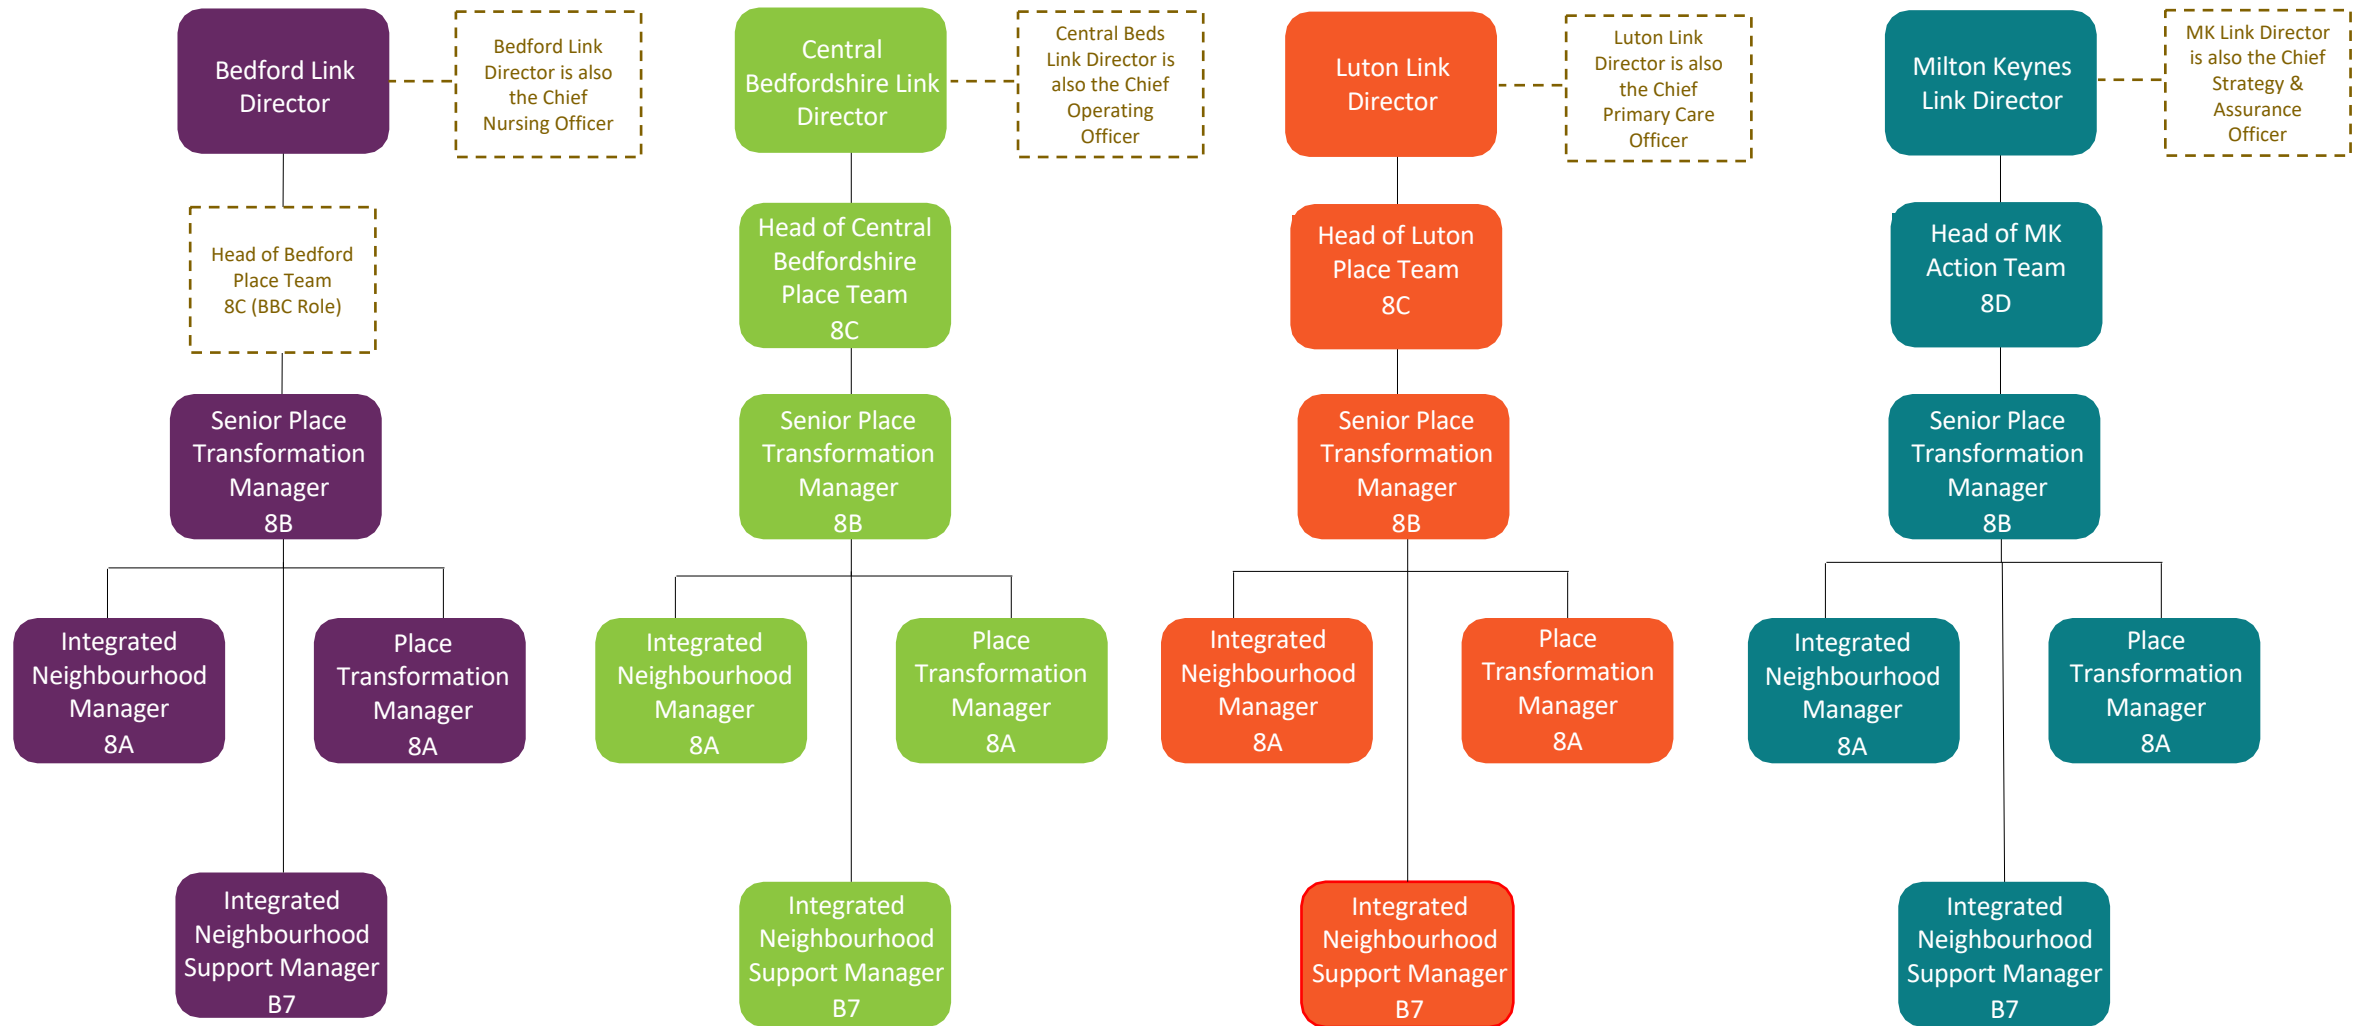 Bedford Link
Director
Bedford Link
Director is also
the Chief
Nursing Officer
Central
Bedfordshire Link
Director
Central Beds
Link Director is
also the Chief
Operating
Officer
Luton Link
Director
Luton Link
Director is also
the Chief
Primary Care
Officer
Milton Keynes
Link Director
MK Link Director
is also the Chief
Strategy &
Assurance
Officer
Head of Bedford
Place Team
8C (BBC Role)
Head of Central
Bedfordshire
Place Team
8C
Head of Luton
Place Team
8C
Head of MK
Action Team
8D
Senior Place
Transformation
Manager
8B
Senior Place
Transformation
Manager
8B
Senior Place
Transformation
Manager
8B
Senior Place
Transformation
Manager
8B
Integrated
Neighbourhood
Manager
8A
Place
Transformation
Manager
8A
Integrated
Neighbourhood
Manager
8A
Place
Transformation
Manager
8A
Integrated
Neighbourhood
Manager
8A
Place
Transformation
Manager
8A
Integrated
Neighbourhood
Manager
8A
Place
Transformation
Manager
8A
Integrated
Neighbourhood
Support Manager
B7
Integrated
Neighbourhood
Support Manager
B7
Integrated
Neighbourhood
Support Manager
B7
Integrated
Neighbourhood
Support Manager
B7